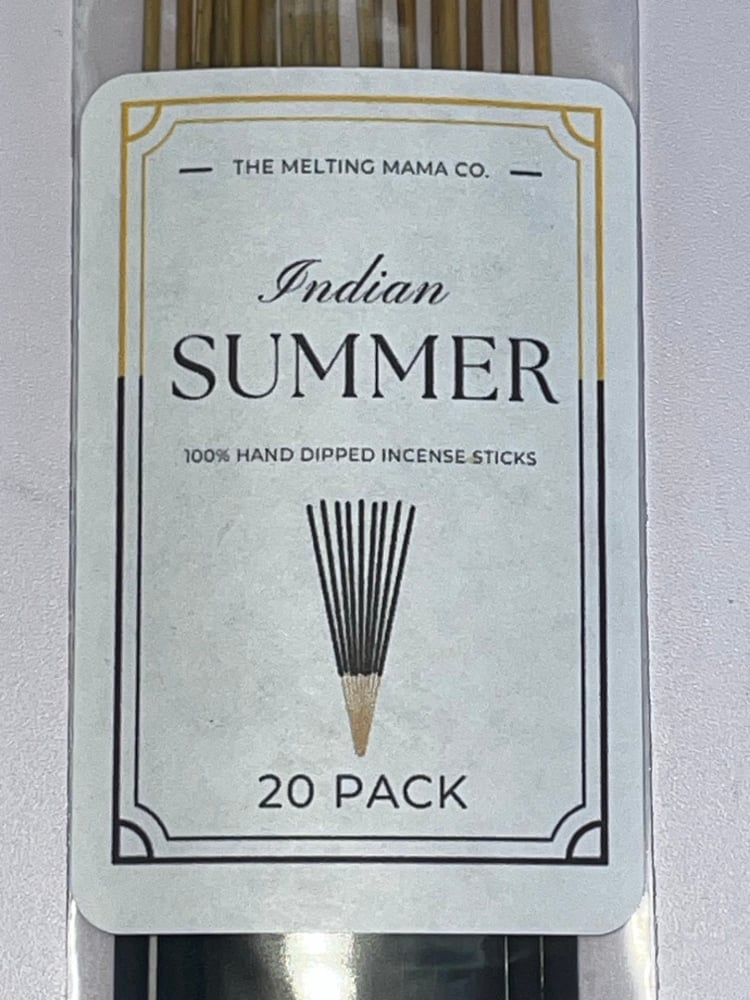 THE MELTING MAMA CO.
Indian
SUMMER
100% HAND DIPPED INCENSE STICKS
20 PACK